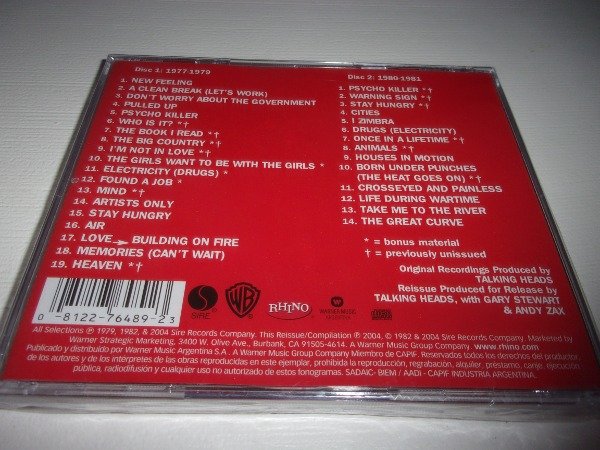 Disc 1: 1977-1979
1. NEW FEELING
2. A CLEAN BREAK (LET'S WORK)
3. DON'T WORRY ABOUT THE GOVERNMENT
4. PULLED UP
5. PSYCHO KILLER
6. WHO IS IT? *†
7. THE BOOK I READ *†
8. THE BIG COUNTRY *†
9. I'M NOT IN LOVE *†
10. THE GIRLS WANT TO BE WITH THE GIRLS *
11. ELECTRICITY (DRUGS) *
12. FOUND A JOB *
13. MIND *†
14. ARTISTS ONLY
15. STAY HUNGRY
16. AIR
17. LOVE → BUILDING ON FIRE
18. MEMORIES (CAN'T WAIT)
19. HEAVEN *†
Disc 2: 1980-1981
1. PSYCHO KILLER *†
2. WARNING SIGN *†
3. STAY HUNGRY *†
4. CITIES
5. I ZIMBRA
6. DRUGS (ELECTRICITY)
7. ONCE IN A LIFETIME *†
8. ANIMALS *†
9. HOUSES IN MOTION
10. BORN UNDER PUNCHES
(THE HEAT GOES ON) *†
11. CROSSEYED AND PAINLESS
12. LIFE DURING WARTIME
13. TAKE ME TO THE RIVER
14. THE GREAT CURVE
* = bonus material
† = previously unissued
Original Recordings Produced by
TALKING HEADS
Reissue Produced for Release by
TALKING HEADS, with GARY STEWART
& ANDY ZAX
0 81227 64892 3
SIRE
WB
RHINO
WARNER MUSIC
ARGENTINA
All Selections ℗ 1979, 1982, & 2004 Sire Records Company. This Reissue/Compilation ℗ 2004, © 1982 & 2004 Sire Records Company. Marketed by
Warner Strategic Marketing, 3400 W. Olive Ave., Burbank, CA 91505-4614. A Warner Music Group Company. www.rhino.com
Publicado y distribuido por Warner Music Argentina S.A. A Warner Music Group Company Miembro de CAPIF. Reservados todos los derechos del productor,
de los autores y de los intérpretes de las obras reproducidas en este ejemplar, prohibida la reproducción, regrabación, alquiler, préstamo, canje, ejecución
pública, radiodifusion y cualquier uso no autorizado de estos fonogramas. SADAIC- BIEM / AADI - CAPIF INDUSTRIA ARGENTINA.